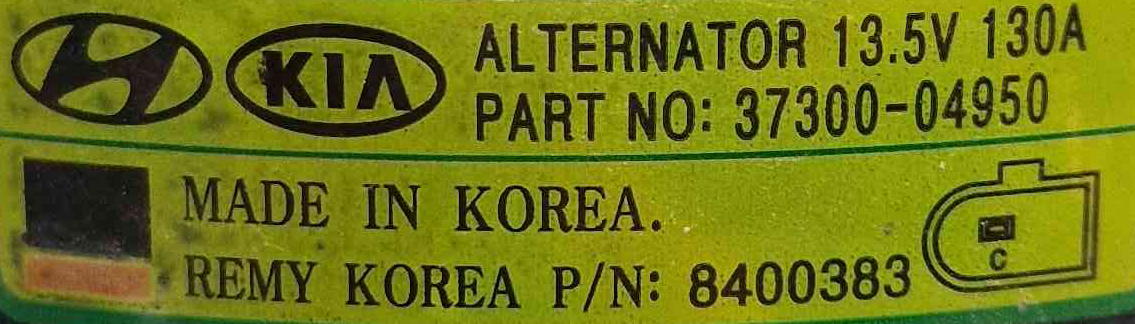 KIA
ALTERNATOR 13.5V 130A
PART NO: 37300-04950
MADE IN KOREA.
REMY KOREA P/N: 8400383
C